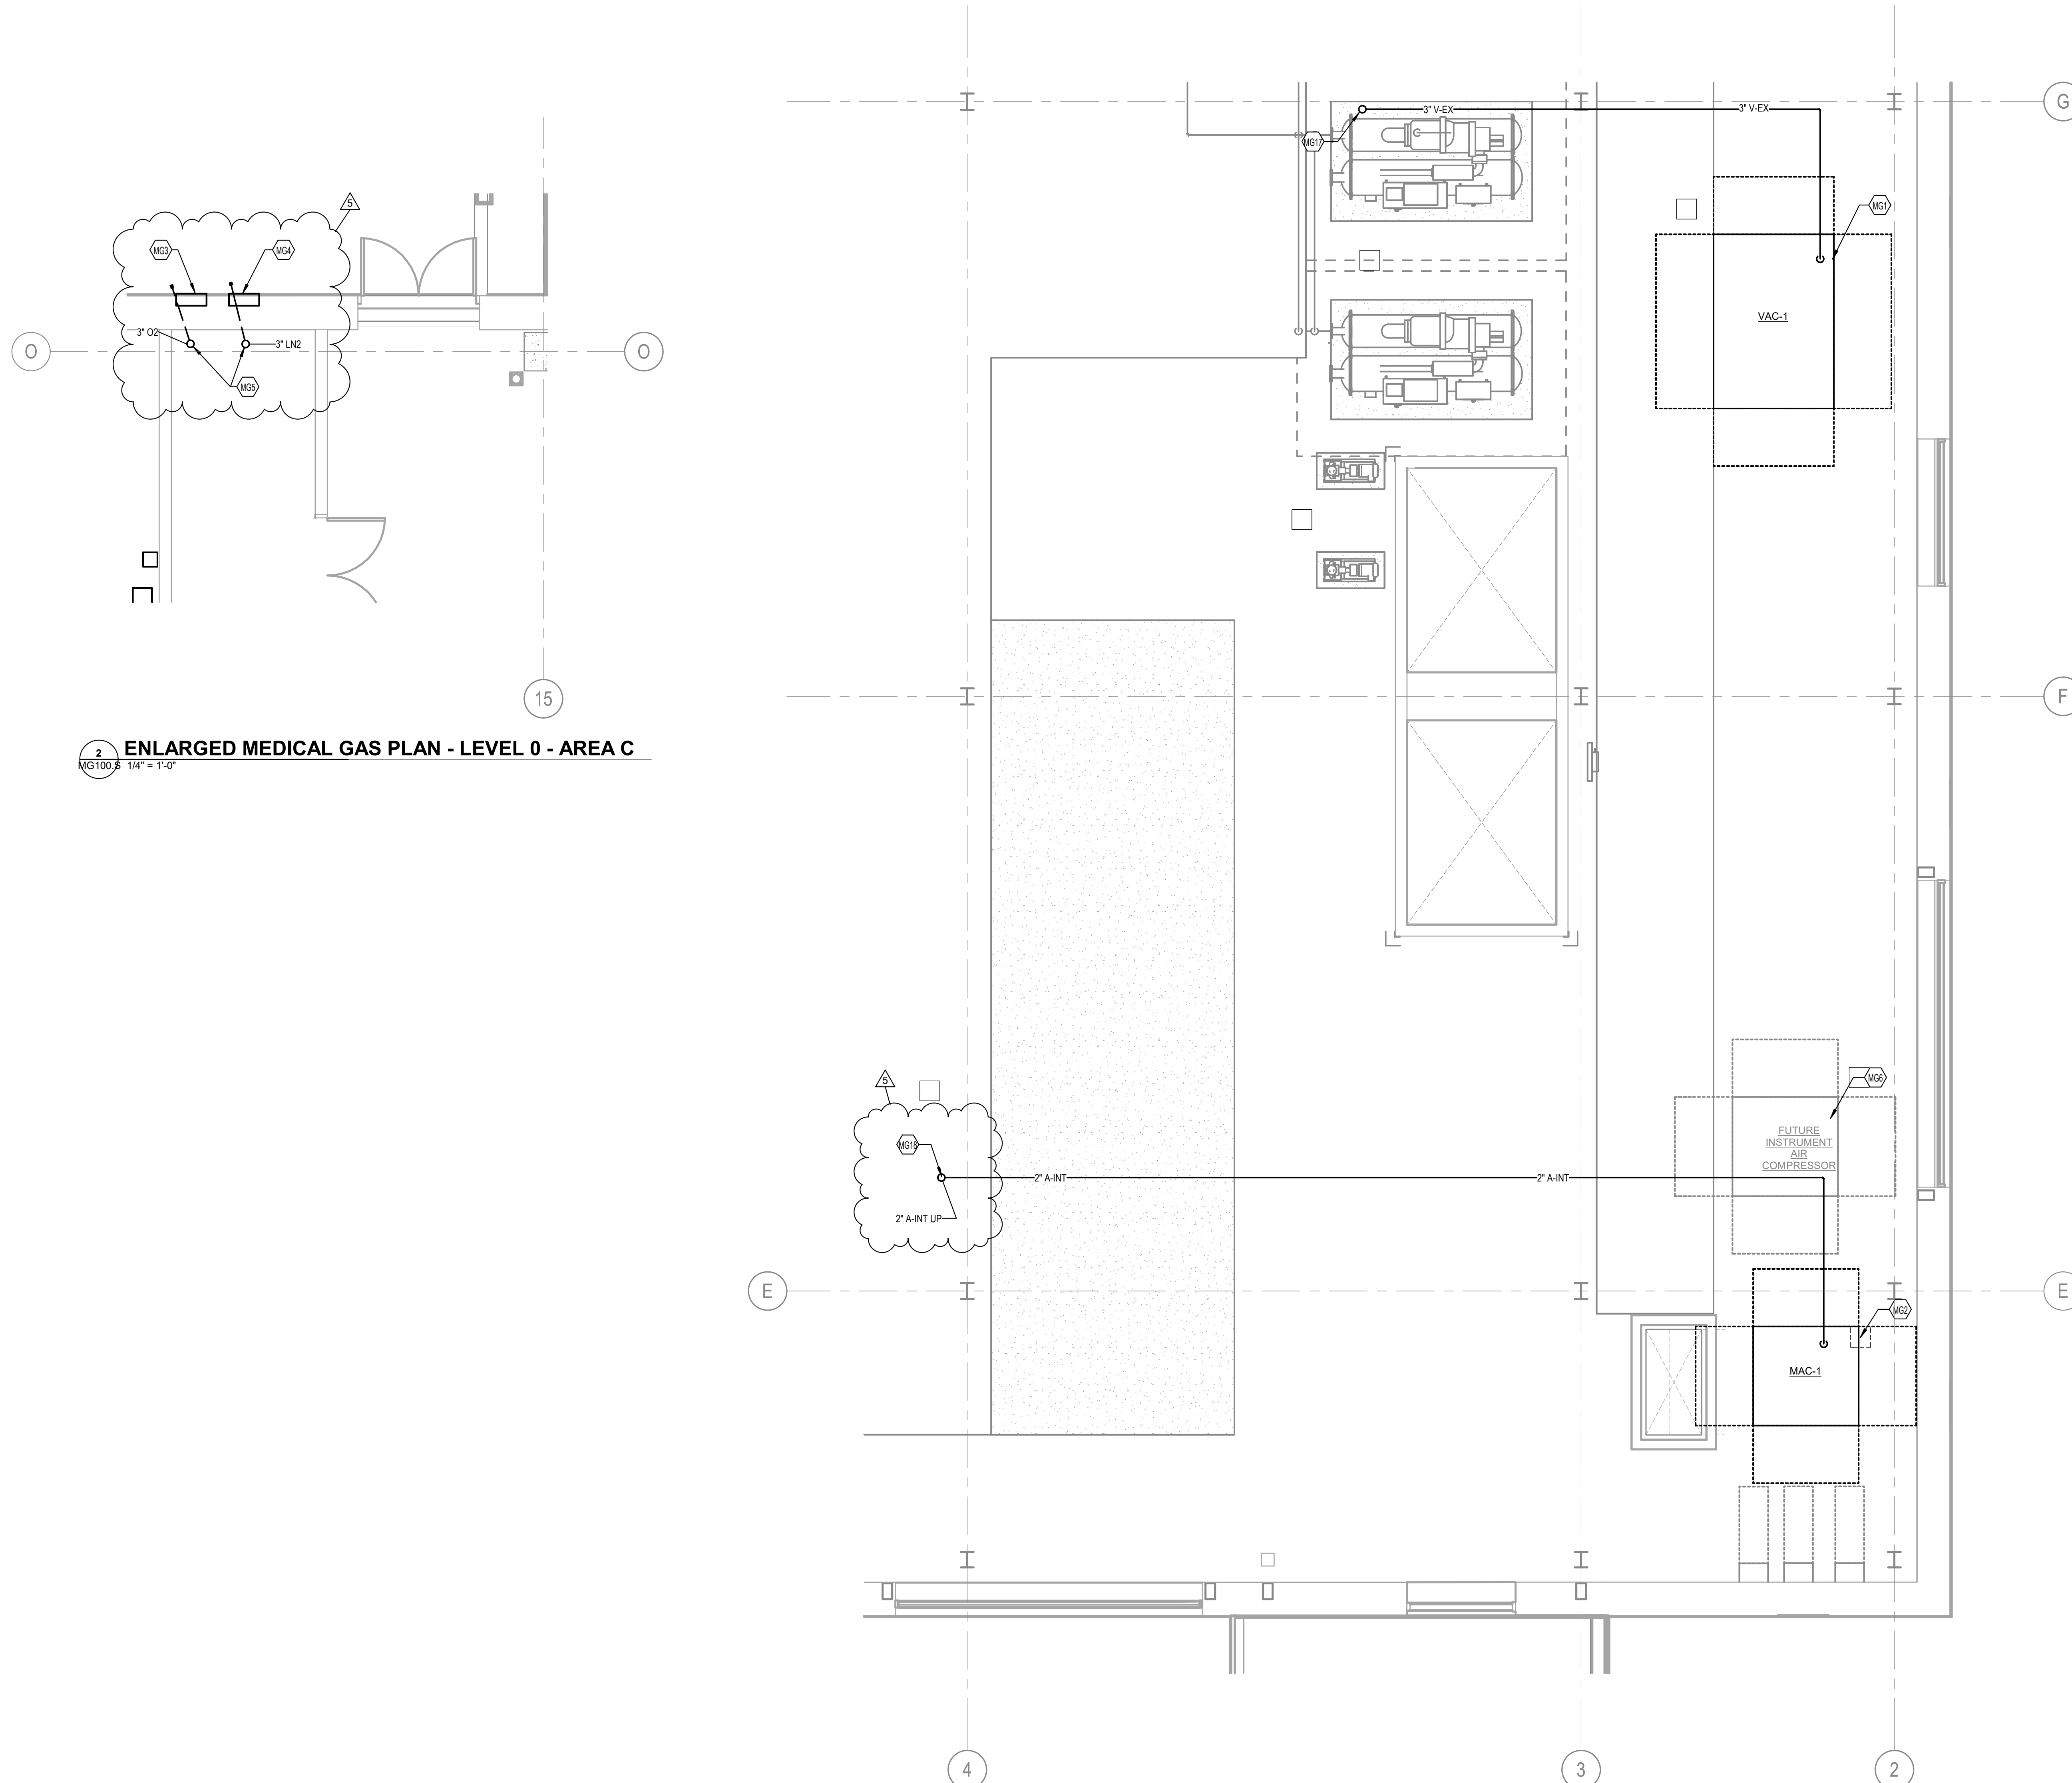 G
3" V-EX
3" V-EX
MG17
5
MG1
MG3
MG4
VAC-1
3" O2
3" LN2
O
O
MG5
15
F
2
ENLARGED MEDICAL GAS PLAN - LEVEL 0 - AREA C
MG100.S
1/4" = 1'-0"
5
MG6
FUTURE
INSTRUMENT
AIR
COMPRESSOR
MG18
2" A-INT
2" A-INT
2" A-INT UP
E
E
MG2
MAC-1
4
3
2